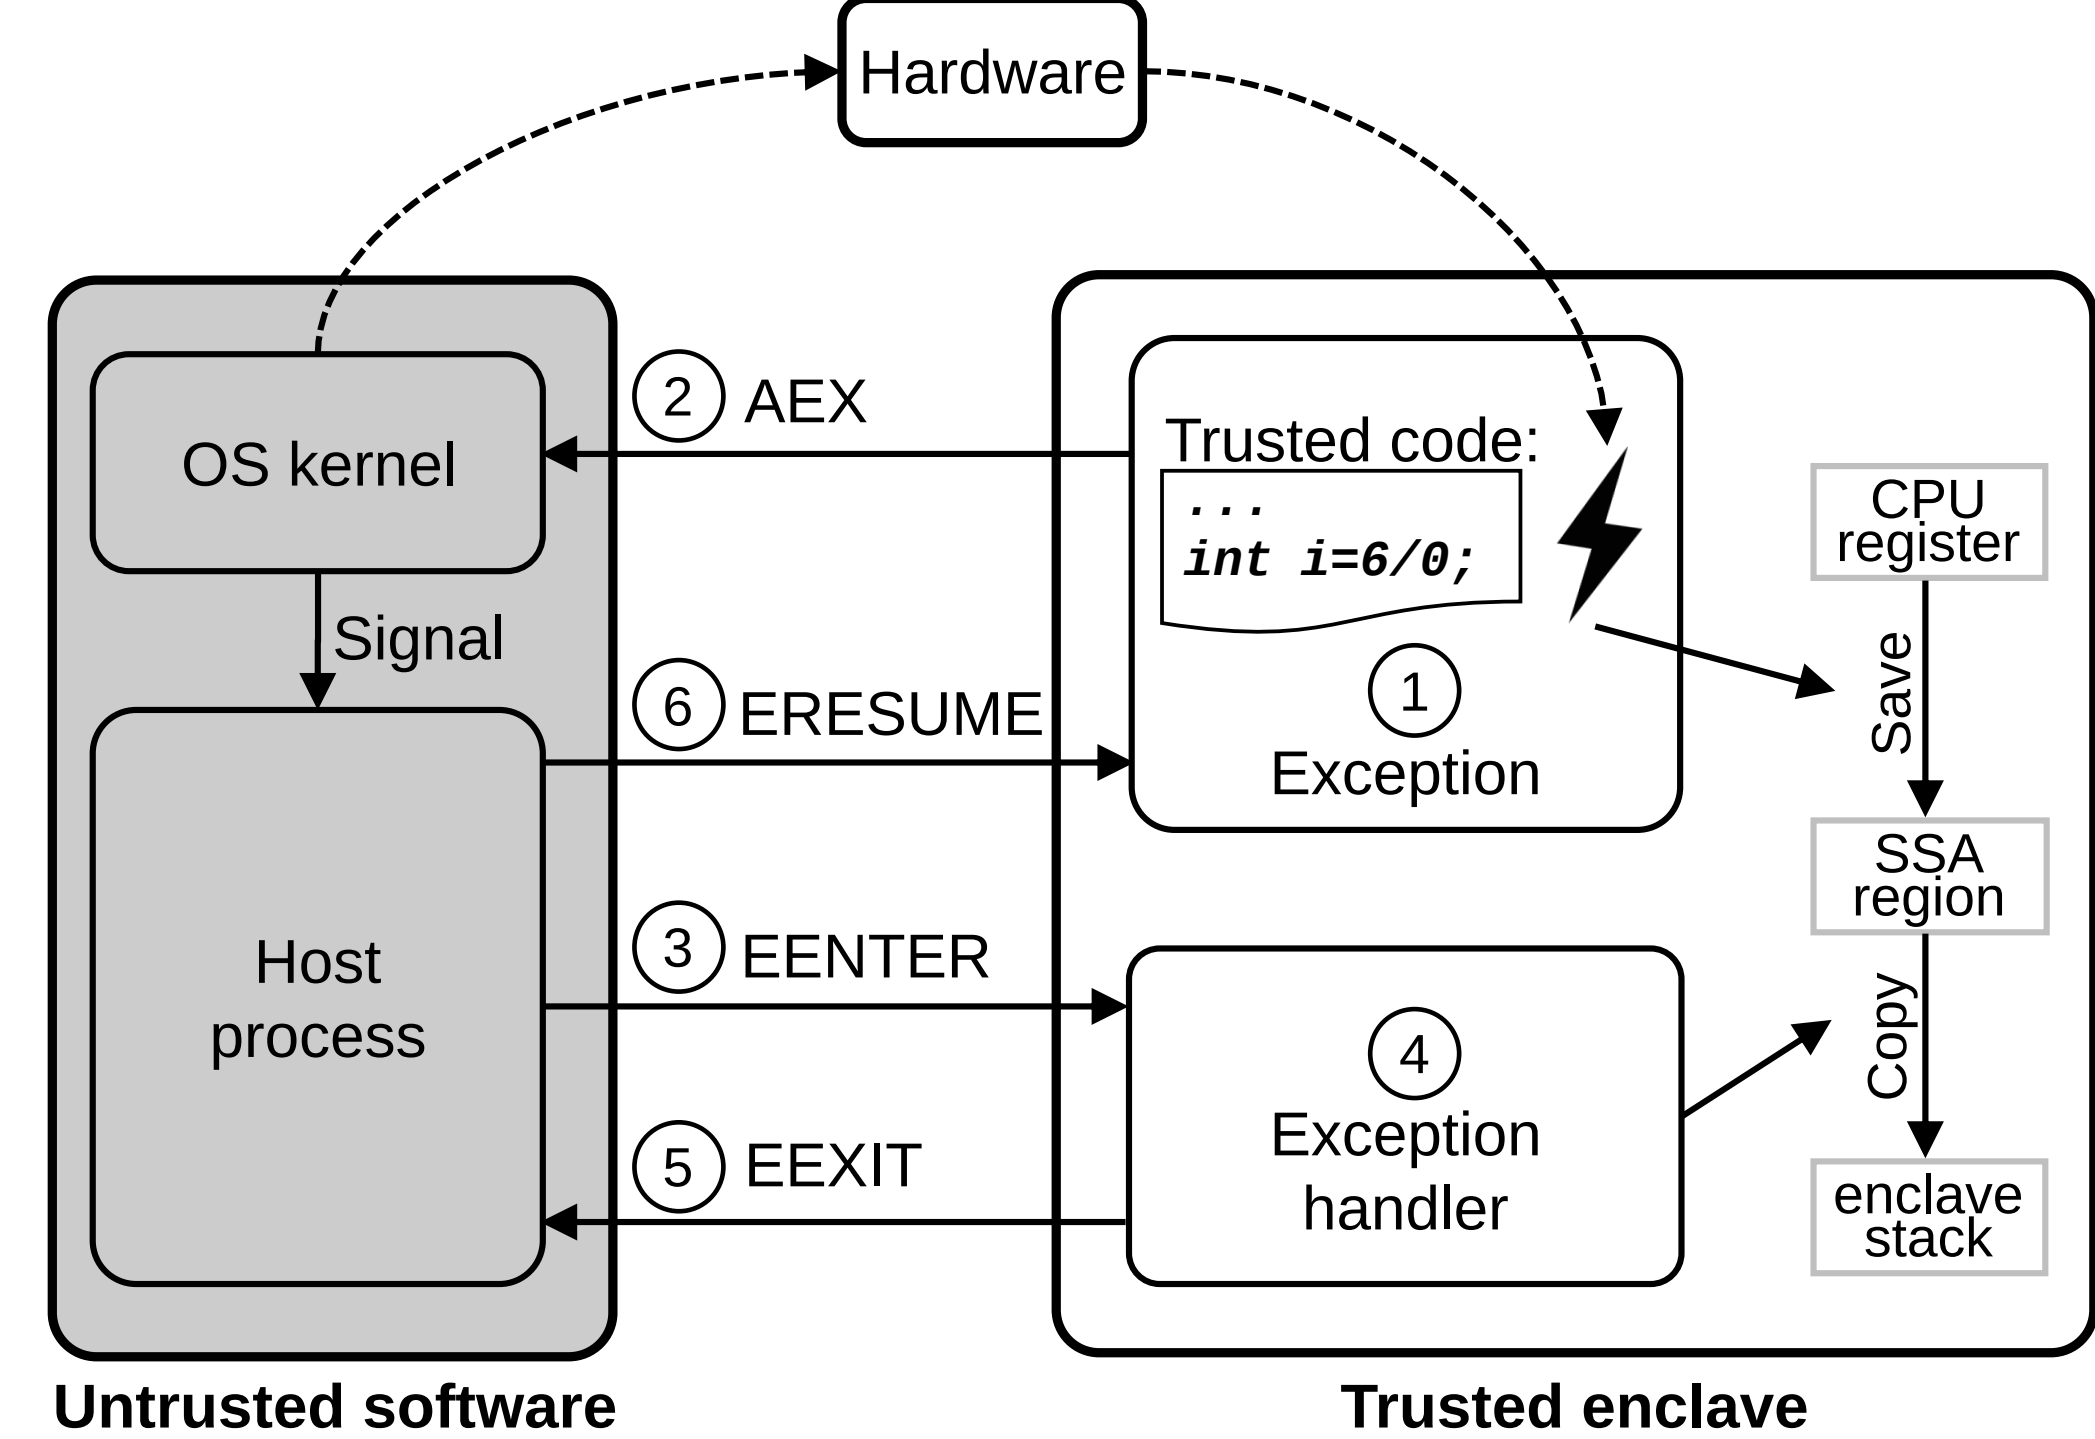 Hardware
OS kernel
Signal
Host
process
2 AEX
6 ERESUME
3 EENTER
5 EEXIT
Trusted code:
...
int i=6/0;
1
Exception
4
Exception
handler
CPU
register
Save
SSA
region
Copy
enclave
stack
Untrusted software
Trusted enclave